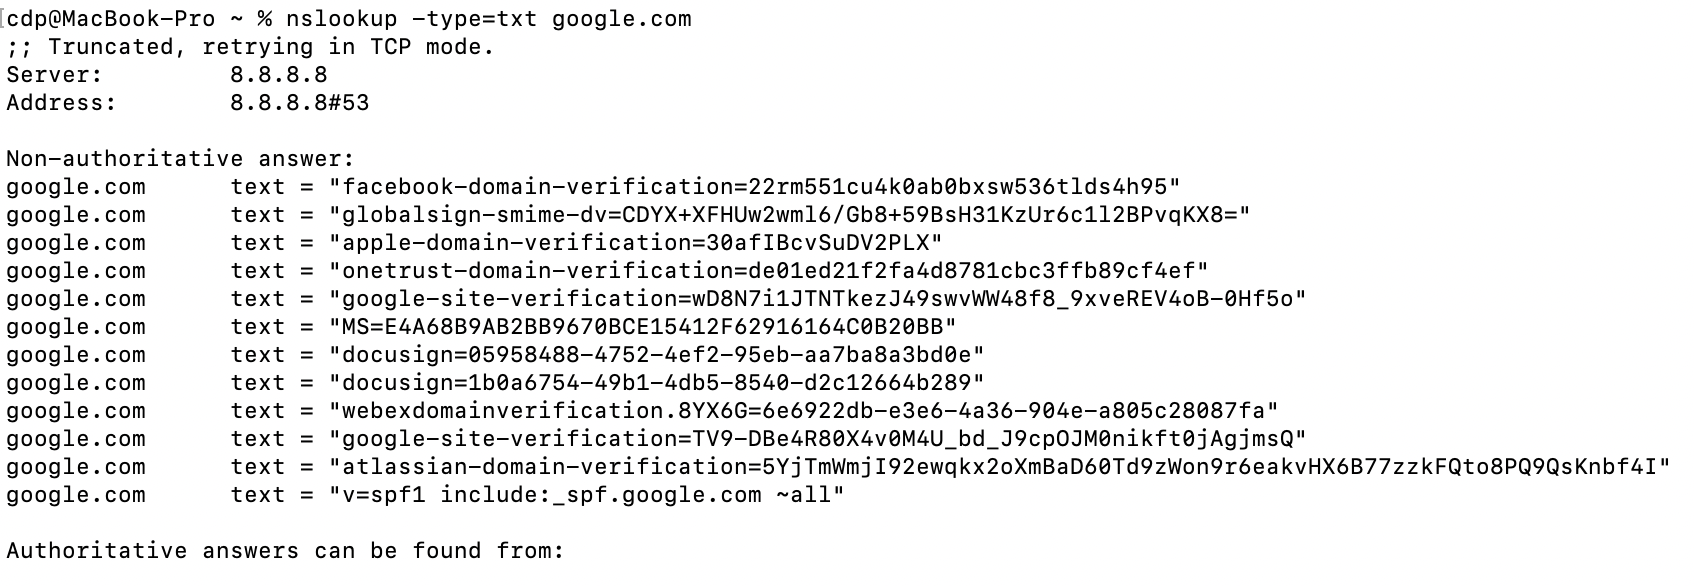 [cdp@MacBook-Pro ~ % nslookup -type=txt google.com
;; Truncated, retrying in TCP mode.
Server:		8.8.8.8
Address:	8.8.8.8#53

Non-authoritative answer:
google.com	text = "facebook-domain-verification=22rm551cu4k0ab0bxsw536tlds4h95"
google.com	text = "globalsign-smime-dv=CDYX+XFHUw2wml6/Gb8+59BsH31KzUr6c1l2BPvqKX8="
google.com	text = "apple-domain-verification=30afIBcvSuDV2PLX"
google.com	text = "onetrust-domain-verification=de01ed21f2fa4d8781cbc3ffb89cf4ef"
google.com	text = "google-site-verification=wD8N7i1JTNTkezJ49swvWW48f8_9xveREV4oB-0Hf5o"
google.com	text = "MS=E4A68B9AB2BB9670BCE15412F62916164C0B20BB"
google.com	text = "docusign=05958488-4752-4ef2-95eb-aa7ba8a3bd0e"
google.com	text = "docusign=1b0a6754-49b1-4db5-8540-d2c12664b289"
google.com	text = "webexdomainverification.8YX6G=6e6922db-e3e6-4a36-904e-a805c28087fa"
google.com	text = "google-site-verification=TV9-DBe4R80X4v0M4U_bd_J9cpOJM0nikft0jAgjmsQ"
google.com	text = "atlassian-domain-verification=5YjTmWmjI92ewqkx2oXmBaD60Td9zWon9r6eakvHX6B77zzkFQto8PQ9QsKnbf4I"
google.com	text = "v=spf1 include:_spf.google.com ~all"

Authoritative answers can be found from: